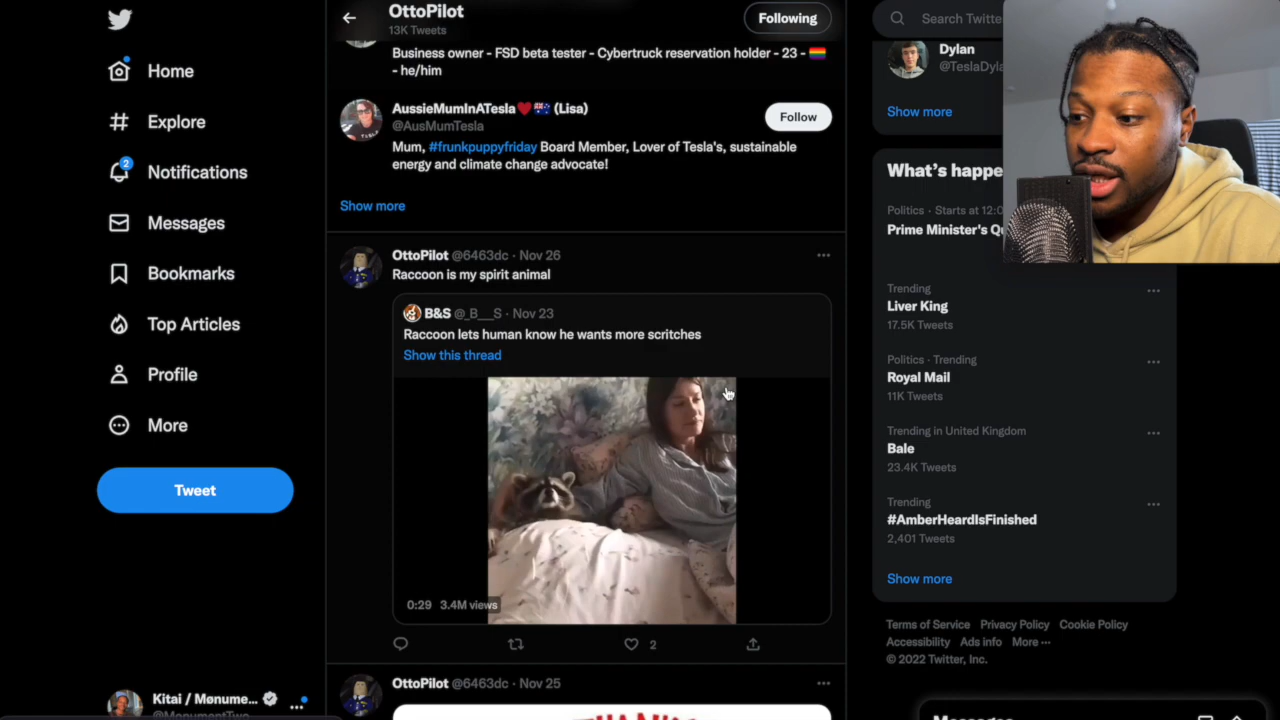 OttoPilot
13K Tweets
Following
Search Twitte
Home
Explore
2
Notifications
Messages
Bookmarks
Top Articles
Profile
More
Tweet
Kitai / Mønume...
@MonumentTwo
Business owner - FSD beta tester - Cybertruck reservation holder - 23 - 🏳️‍🌈
- he/him
AussieMumInATesla❤️🇦🇺 (Lisa)
@AusMumTesla
Follow
Mum, #frunkpuppyfriday Board Member, Lover of Tesla's, sustainable
energy and climate change advocate!
Show more
OttoPilot @6463dc · Nov 26
Raccoon is my spirit animal
B&S @_B__S · Nov 23
Raccoon lets human know he wants more scritches
Show this thread
0:29 3.4M views
2
OttoPilot @6463dc · Nov 25
Dylan
@TeslaDyla
Show more
What's happe
Politics · Starts at 12:0
Prime Minister's Qu
Trending
Liver King
17.5K Tweets
Politics · Trending
Royal Mail
11K Tweets
Trending in United Kingdom
Bale
23.4K Tweets
Trending
#AmberHeardIsFinished
2,401 Tweets
Show more
Terms of Service Privacy Policy Cookie Policy
Accessibility Ads info More ···
© 2022 Twitter, Inc.
Messages